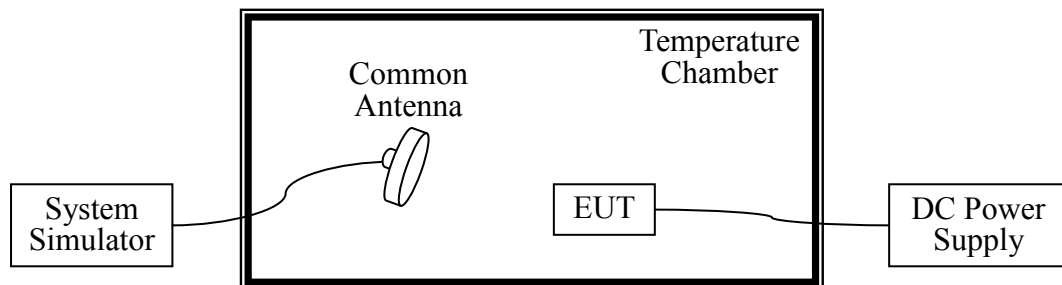 Temperature
Chamber
Common
Antenna
System
Simulator
EUT
DC Power
Supply